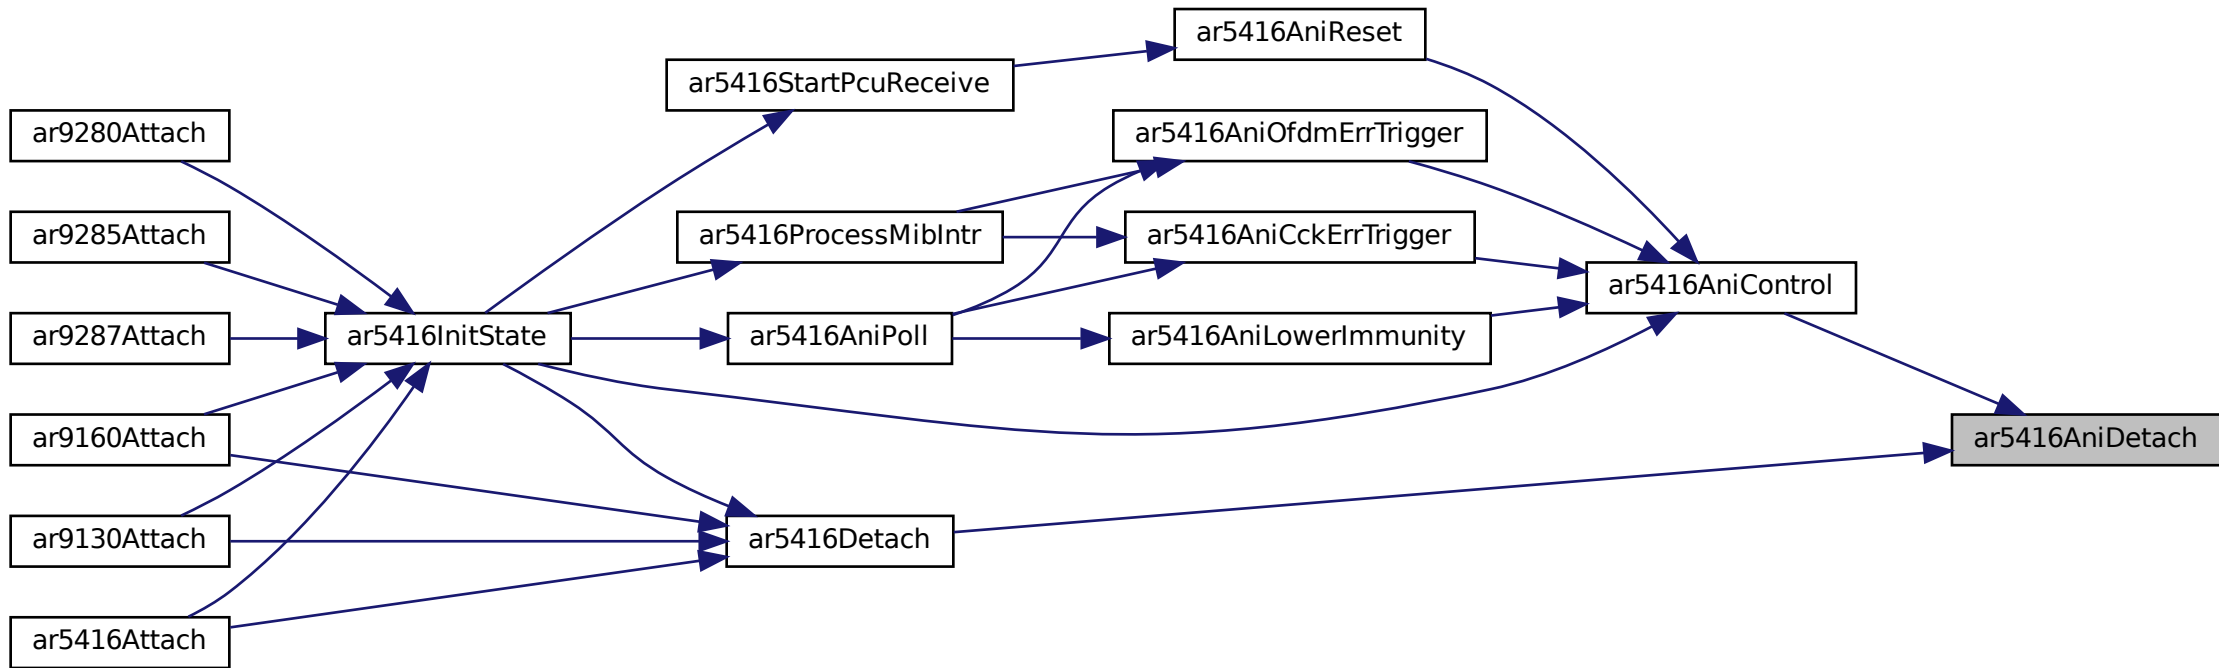 ar5416AniReset
ar5416StartPcuReceive
ar9280Attach
ar5416AniOfdmErrTrigger
ar9285Attach
ar5416ProcessMibIntr
ar5416AniCckErrTrigger
ar5416AniControl
ar9287Attach
ar5416InitState
ar5416AniPoll
ar5416AniLowerImmunity
ar9160Attach
ar5416AniDetach
ar9130Attach
ar5416Detach
ar5416Attach